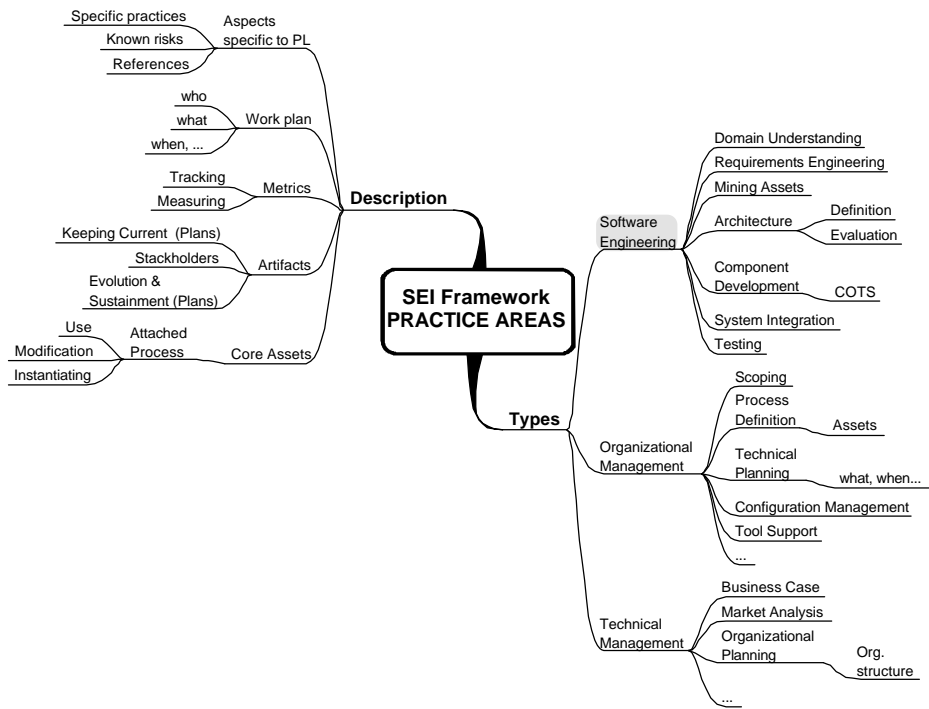 Specific practices
Known risks
References
Aspects
specific to PL
who
what
when, ...
Work plan
Tracking
Measuring
Metrics
Keeping Current  (Plans)
Stackholders
Evolution &
Sustainment (Plans)
Artifacts
Use
Modification
Instantiating
Attached
Process
Core Assets
Description
SEI Framework
PRACTICE AREAS
Types
Software
Engineering
Domain Understanding
Requirements Engineering
Mining Assets
Architecture
Definition
Evaluation
Component
Development
COTS
System Integration
Testing
Organizational
Management
Scoping
Process
Definition
Assets
Technical
Planning
what, when...
Configuration Management
Tool Support
...
Technical
Management
Business Case
Market Analysis
Organizational
Planning
Org.
structure
...